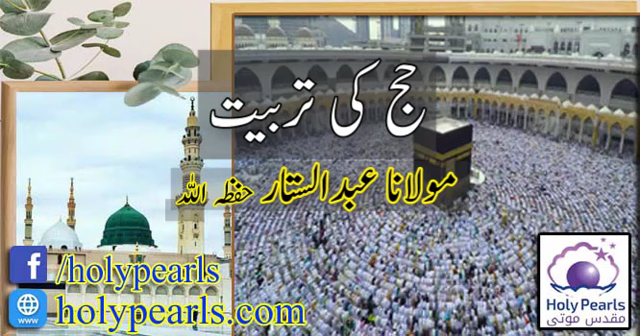 حج کی تربیت
مولانا عبدالستار حفظہ اللہ
/holypearls
holypearls.com
Holy Pearls
مقدس موتی